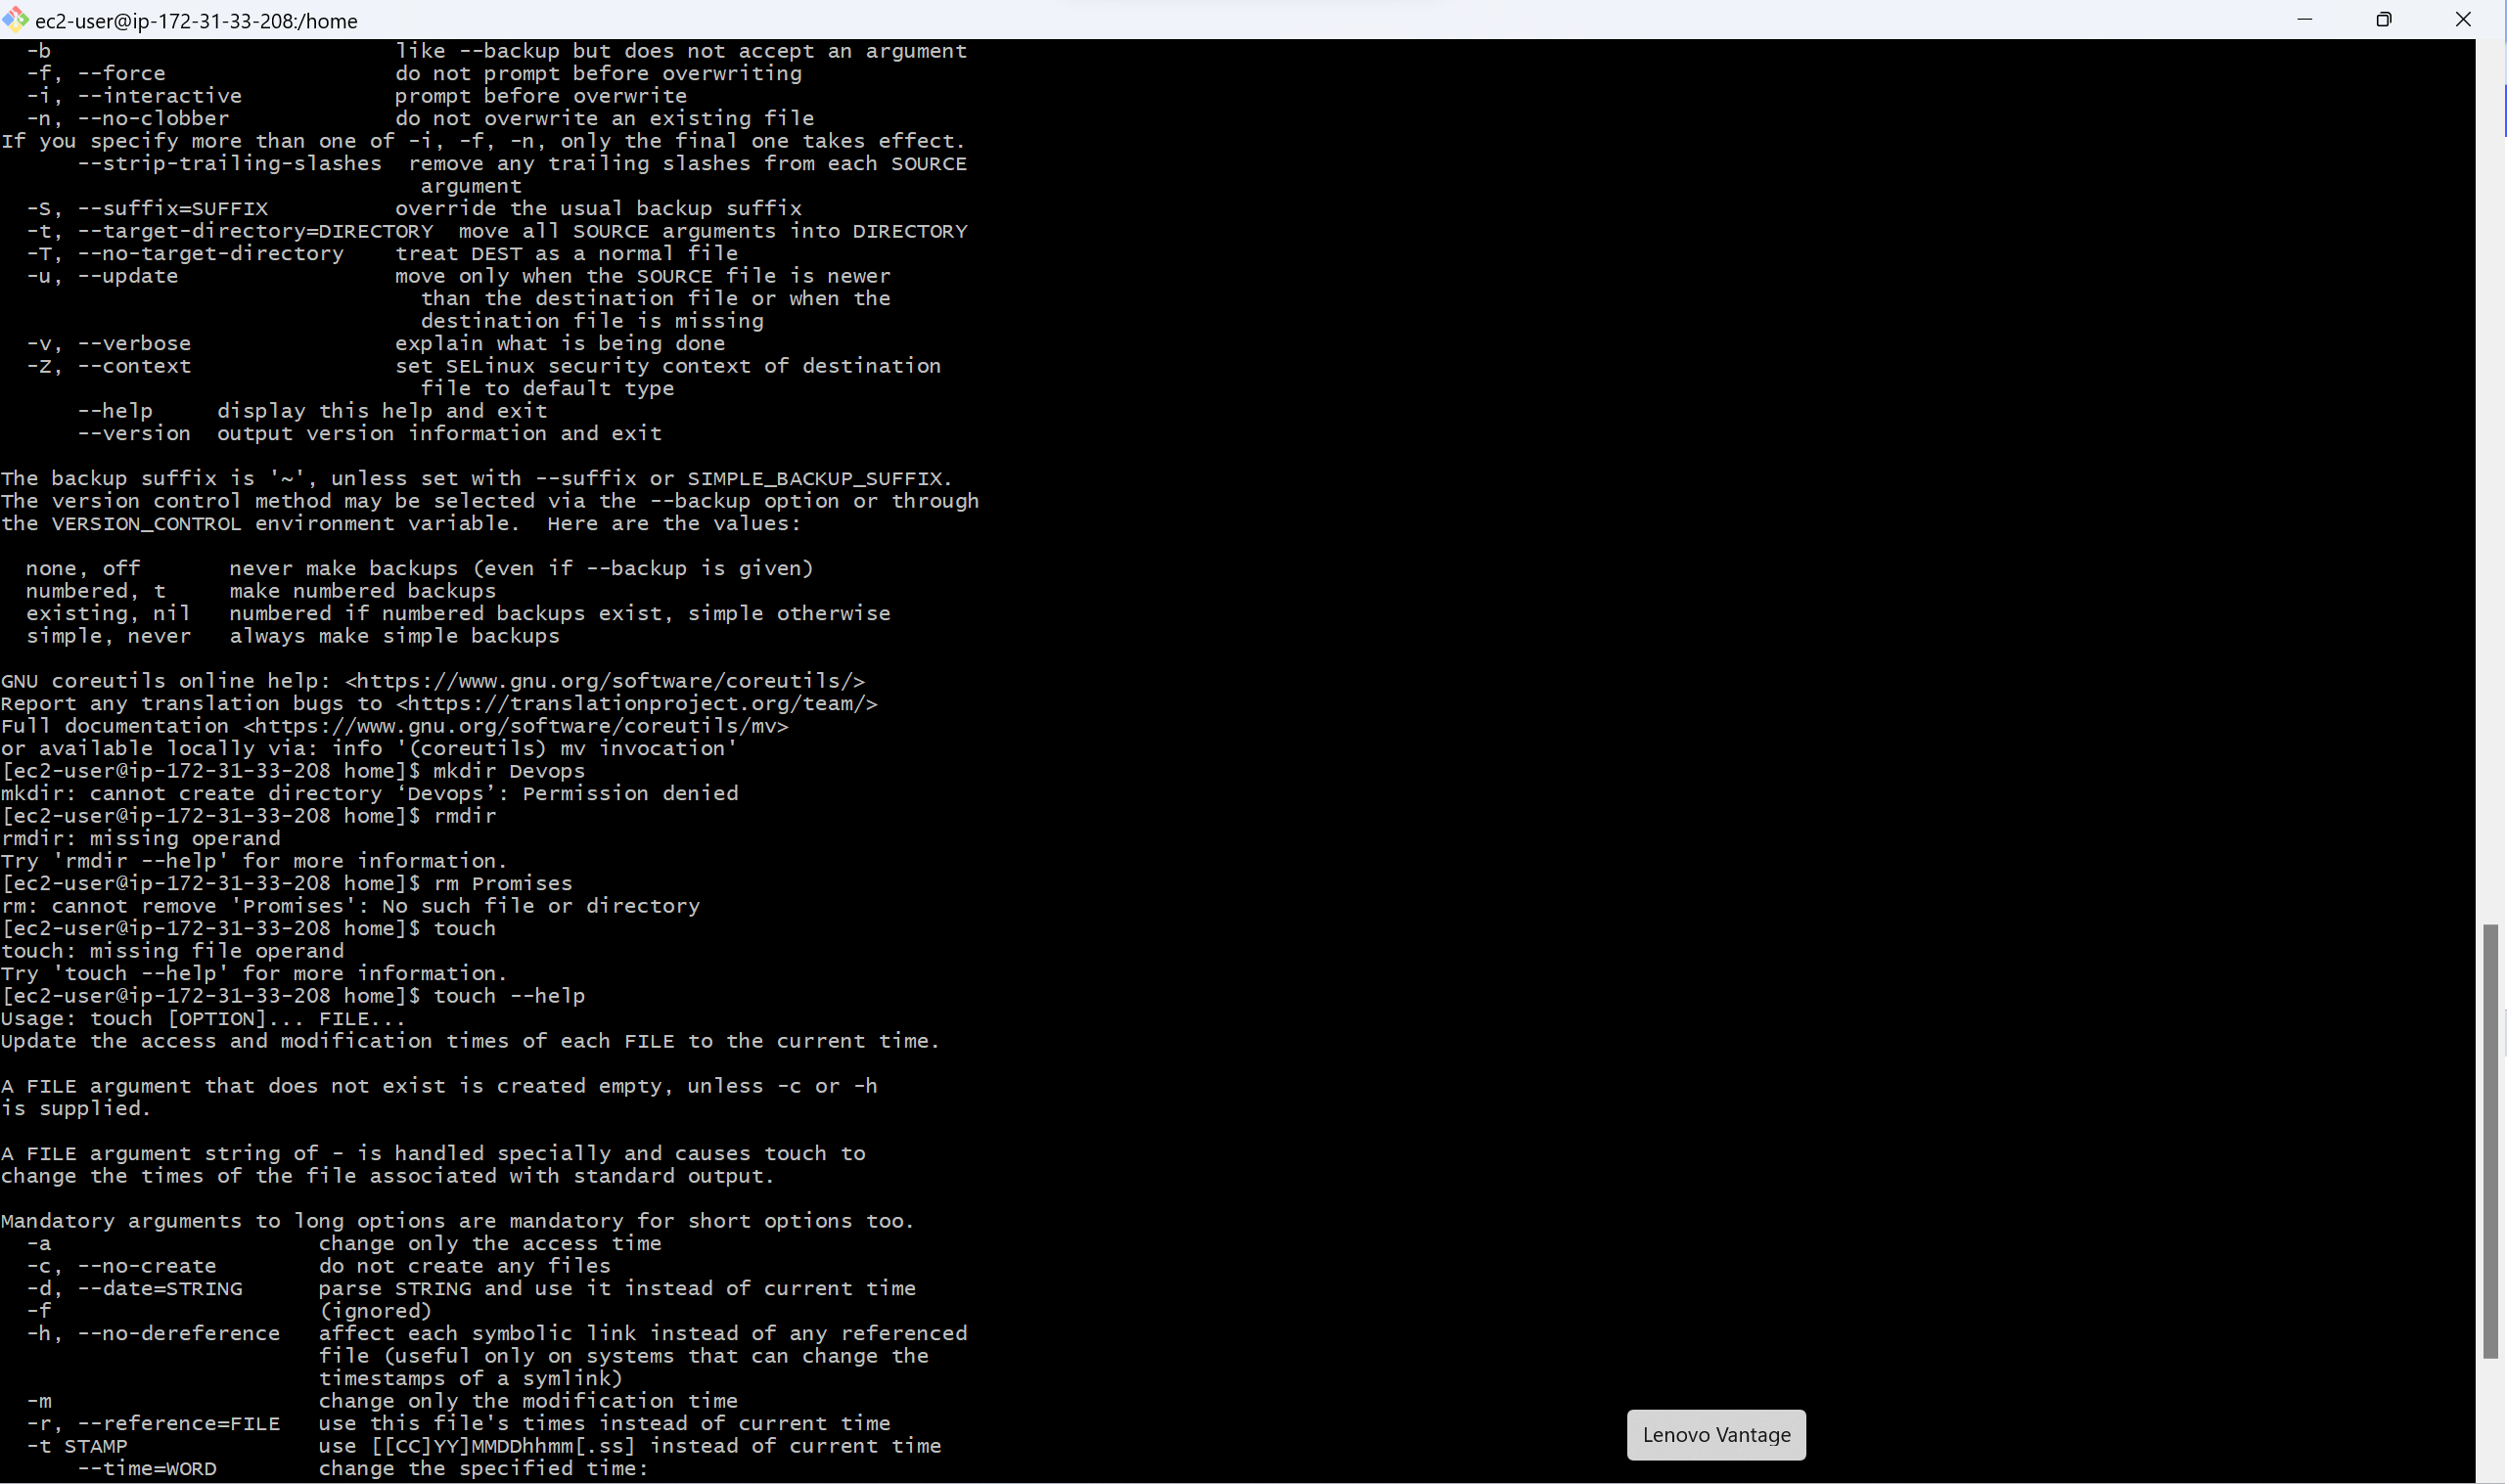 ec2-user@ip-172-31-33-208:/home
  -b                           like --backup but does not accept an argument
  -f, --force                  do not prompt before overwriting
  -i, --interactive            prompt before overwrite
  -n, --no-clobber             do not overwrite an existing file
If you specify more than one of -i, -f, -n, only the final one takes effect.
      --strip-trailing-slashes  remove any trailing slashes from each SOURCE
                                 argument
  -S, --suffix=SUFFIX          override the usual backup suffix
  -t, --target-directory=DIRECTORY  move all SOURCE arguments into DIRECTORY
  -T, --no-target-directory    treat DEST as a normal file
  -u, --update                 move only when the SOURCE file is newer
                                 than the destination file or when the
                                 destination file is missing
  -v, --verbose                explain what is being done
  -Z, --context                set SELinux security context of destination
                                 file to default type
      --help     display this help and exit
      --version  output version information and exit

The backup suffix is '~', unless set with --suffix or SIMPLE_BACKUP_SUFFIX.
The version control method may be selected via the --backup option or through
the VERSION_CONTROL environment variable.  Here are the values:

  none, off       never make backups (even if --backup is given)
  numbered, t     make numbered backups
  existing, nil   numbered if numbered backups exist, simple otherwise
  simple, never   always make simple backups

GNU coreutils online help: <https://www.gnu.org/software/coreutils/>
Report any translation bugs to <https://translationproject.org/team/>
Full documentation <https://www.gnu.org/software/coreutils/mv>
or available locally via: info '(coreutils) mv invocation'
[ec2-user@ip-172-31-33-208 home]$ mkdir Devops
mkdir: cannot create directory ‘Devops’: Permission denied
[ec2-user@ip-172-31-33-208 home]$ rmdir
rmdir: missing operand
Try 'rmdir --help' for more information.
[ec2-user@ip-172-31-33-208 home]$ rm Promises
rm: cannot remove 'Promises': No such file or directory
[ec2-user@ip-172-31-33-208 home]$ touch
touch: missing file operand
Try 'touch --help' for more information.
[ec2-user@ip-172-31-33-208 home]$ touch --help
Usage: touch [OPTION]... FILE...
Update the access and modification times of each FILE to the current time.

A FILE argument that does not exist is created empty, unless -c or -h
is supplied.

A FILE argument string of - is handled specially and causes touch to
change the times of the file associated with standard output.

Mandatory arguments to long options are mandatory for short options too.
  -a                     change only the access time
  -c, --no-create        do not create any files
  -d, --date=STRING      parse STRING and use it instead of current time
  -f                     (ignored)
  -h, --no-dereference   affect each symbolic link instead of any referenced
                         file (useful only on systems that can change the
                         timestamps of a symlink)
  -m                     change only the modification time
  -r, --reference=FILE   use this file's times instead of current time
  -t STAMP               use [[CC]YY]MMDDhhmm[.ss] instead of current time
      --time=WORD        change the specified time:
Lenovo Vantage